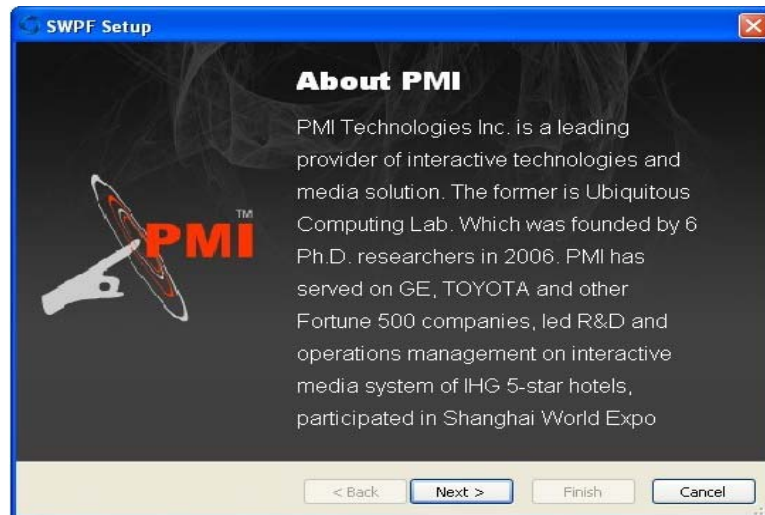 SWPF Setup
About PMI
PMI Technologies Inc. is a leading
provider of interactive technologies and
media solution. The former is Ubiquitous
Computing Lab. Which was founded by 6
Ph.D. researchers in 2006. PMI has
served on GE, TOYOTA and other
Fortune 500 companies, led R&D and
operations management on interactive
media system of IHG 5-star hotels,
participated in Shanghai World Expo
PMI TM
< Back Next > Finish Cancel